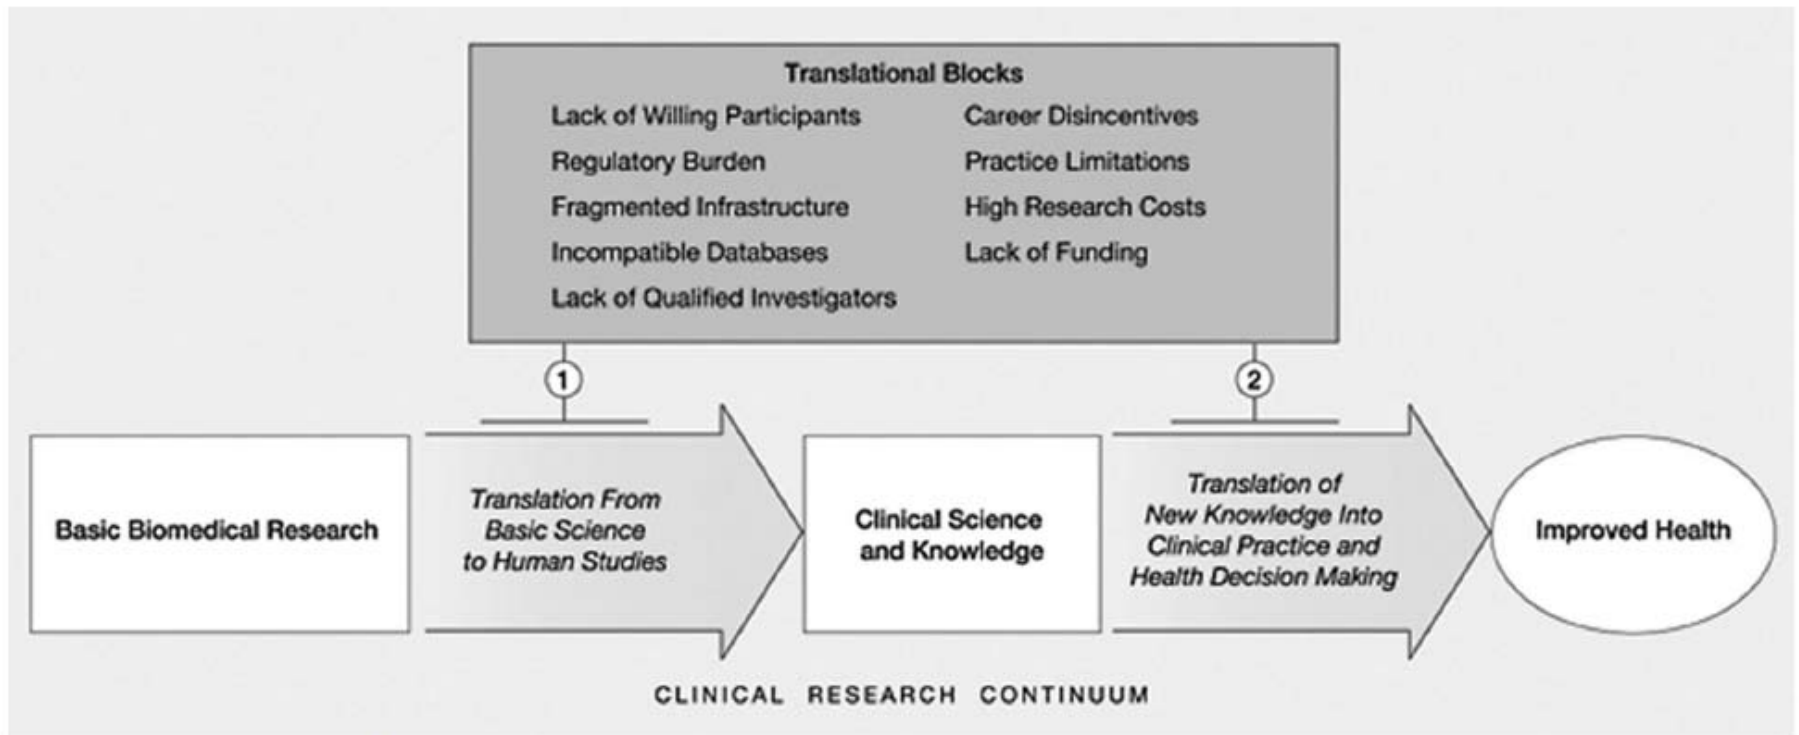 Translational Blocks
Lack of Willing Participants
Regulatory Burden
Fragmented Infrastructure
Incompatible Databases
Lack of Qualified Investigators
Career Disincentives
Practice Limitations
High Research Costs
Lack of Funding
1
2
Basic Biomedical Research
Translation From
Basic Science
to Human Studies
Clinical Science
and Knowledge
Translation of
New Knowledge Into
Clinical Practice and
Health Decision Making
Improved Health
CLINICAL RESEARCH CONTINUUM